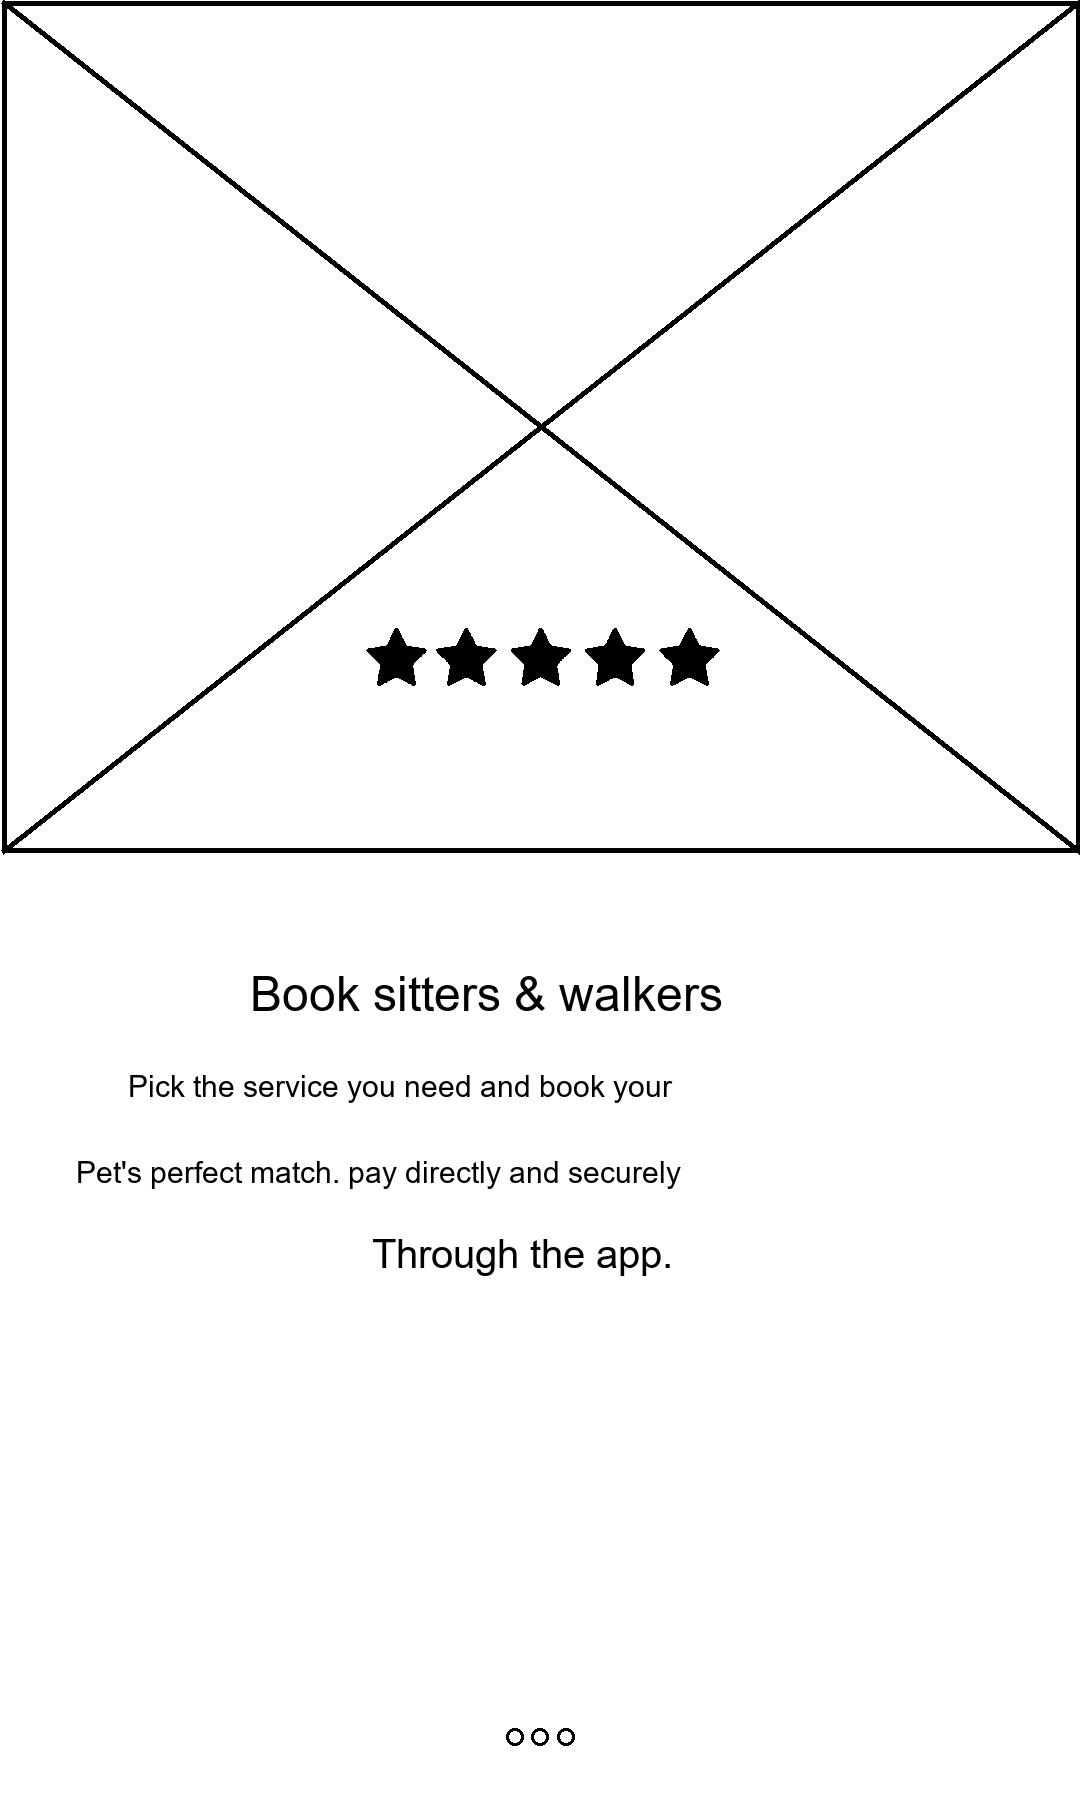 Book sitters & walkers
Pick the service you need and book your
Pet's perfect match. pay directly and securely
Through the app.